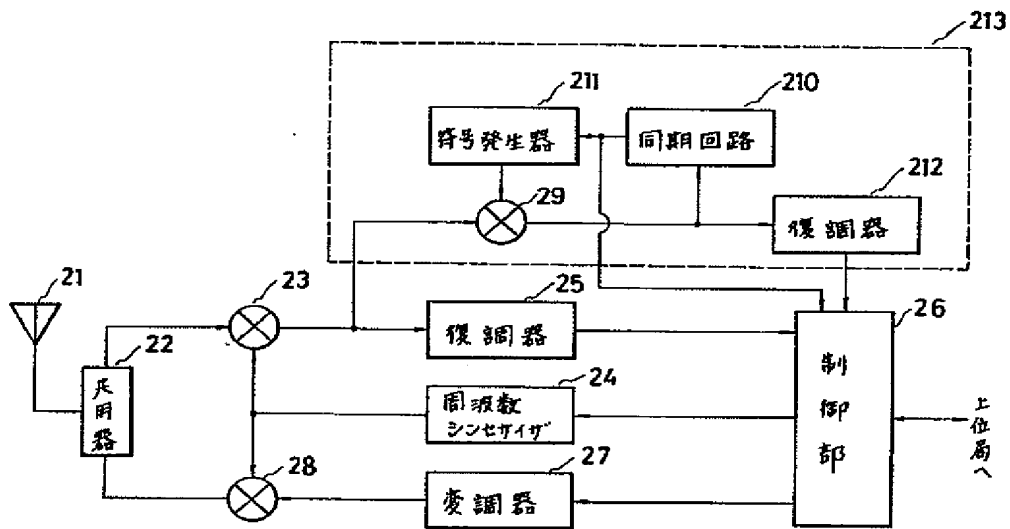 213
211
210
符号発生器
同期回路
212
29
復調器
21
23
25
26
22
復調器
共用器
24
周波数
シンセサイザ
制御部
上位局へ
28
27
変調器